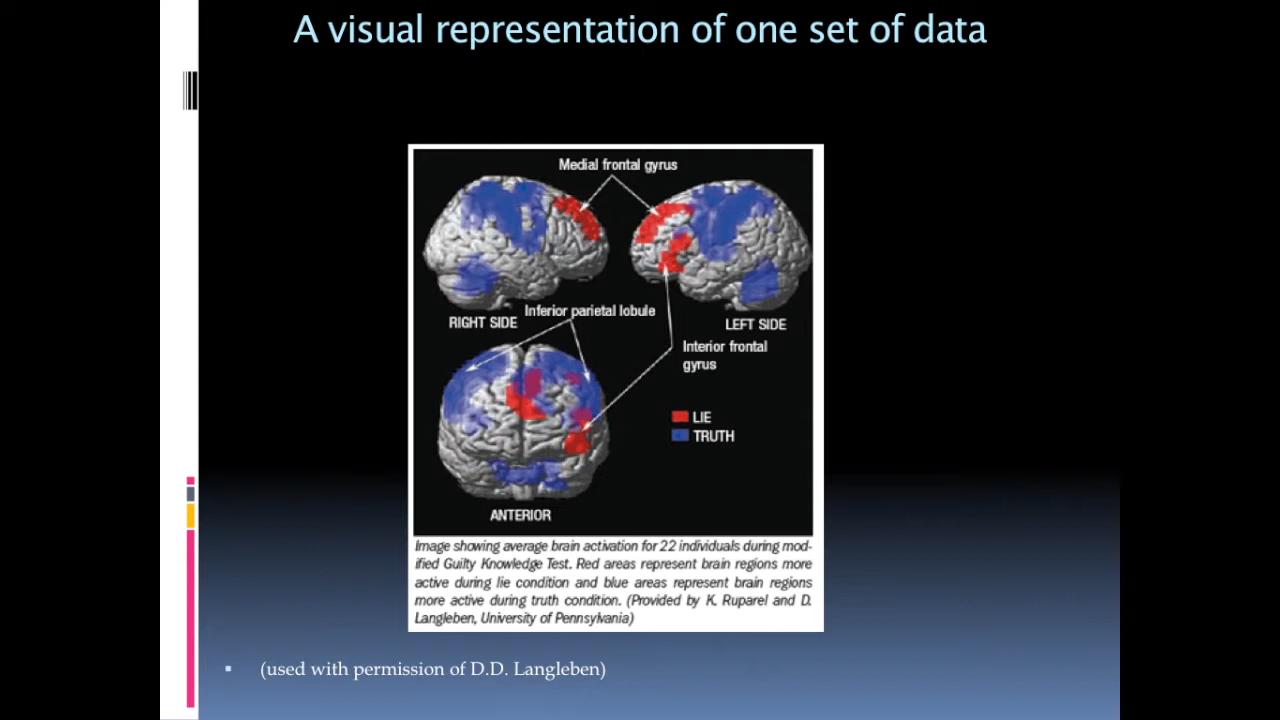 A visual representation of one set of data
Medial frontal gyrus
RIGHT SIDE
LEFT SIDE
Inferior parietal lobule
Interior frontal
gyrus
LIE
TRUTH
ANTERIOR
Image showing average brain activation for 22 individuals during mod-
ified Guilty Knowledge Test. Red areas represent brain regions more
active during lie condition and blue areas represent brain regions
more active during truth condition. (Provided by K. Ruparel and D.
Langleben, University of Pennsylvania)
(used with permission of D.D. Langleben)